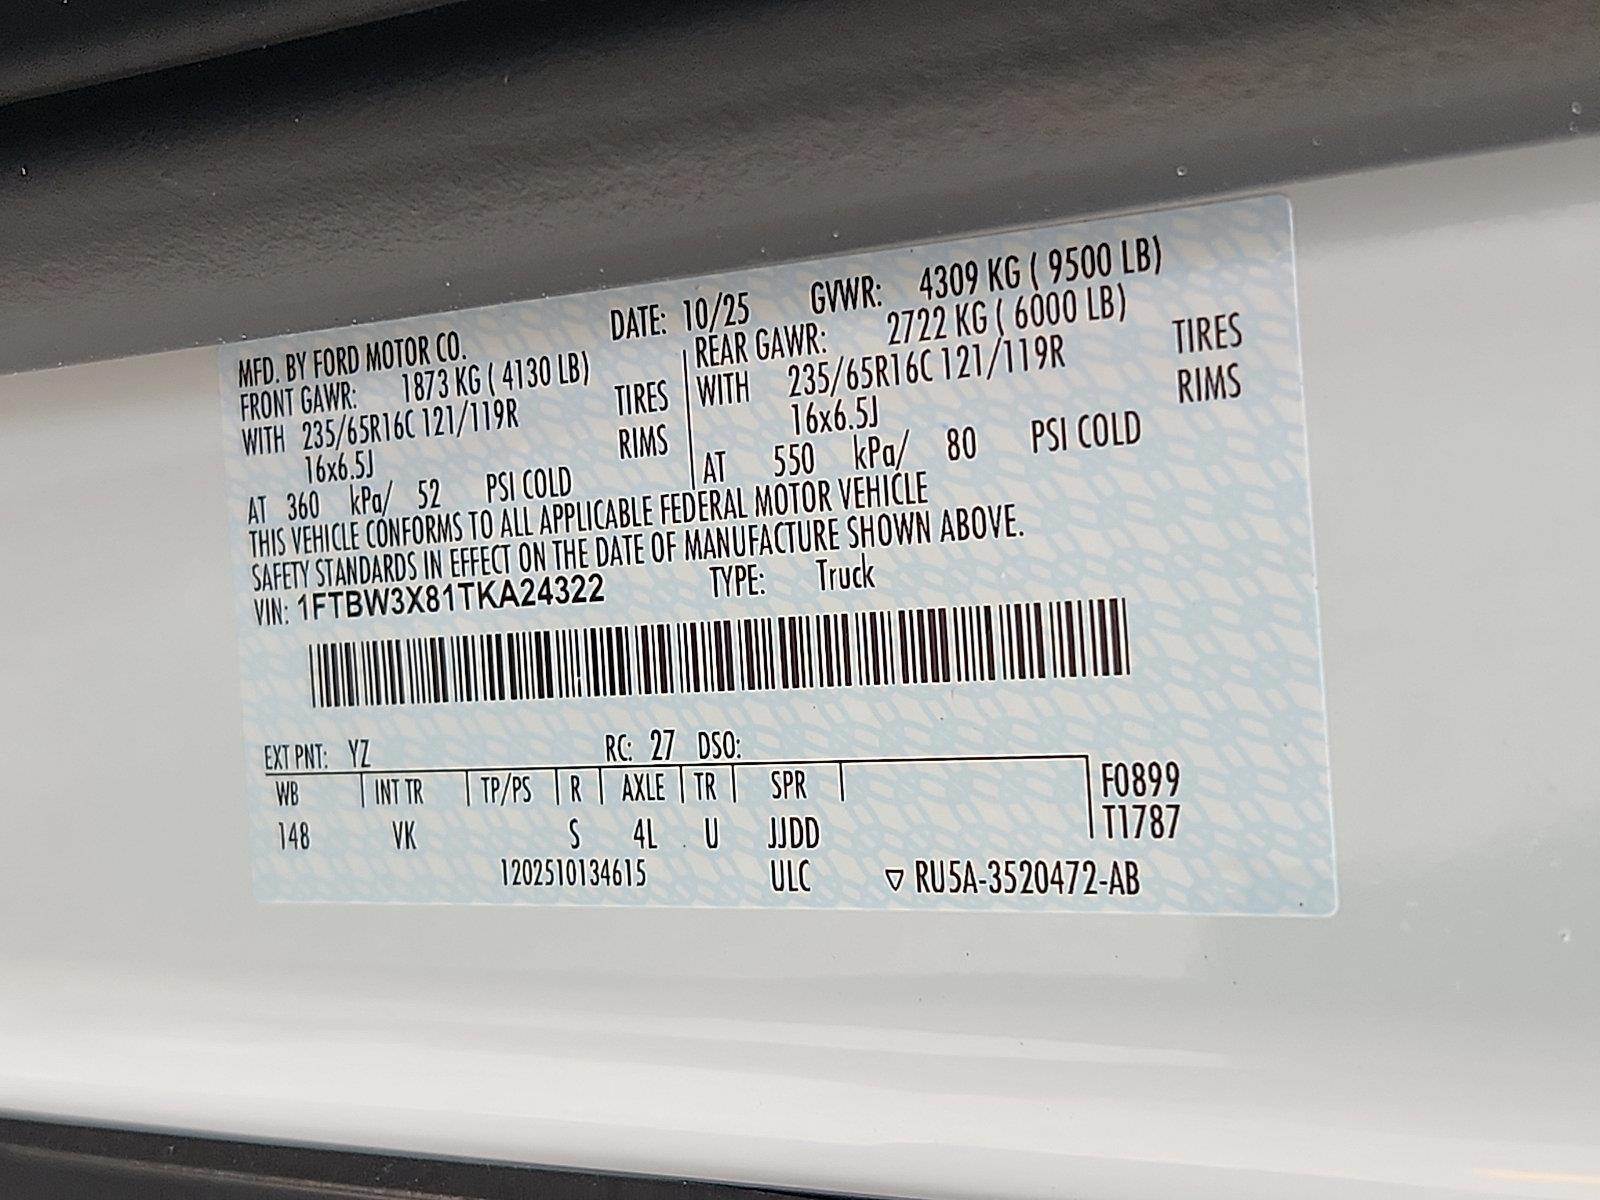 MFD. BY FORD MOTOR CO. DATE: 10/25 GVWR: 4309 KG ( 9500 LB)
FRONT GAWR: 1873 KG ( 4130 LB) REAR GAWR: 2722 KG ( 6000 LB)
WITH 235/65R16C 121/119R TIRES WITH 235/65R16C 121/119R TIRES
16x6.5J RIMS 16x6.5J RIMS
AT 360 kPa/ 52 PSI COLD AT 550 kPa/ 80 PSI COLD
THIS VEHICLE CONFORMS TO ALL APPLICABLE FEDERAL MOTOR VEHICLE
SAFETY STANDARDS IN EFFECT ON THE DATE OF MANUFACTURE SHOWN ABOVE.
VIN: 1FTBW3X81TKA24322 TYPE: Truck
EXT PNT: YZ RC: 27 DSO:
WB INT TR TP/PS R AXLE TR SPR F0899
148 VK S 4L U JJDD T1787
1202510134615 ULC ▽ RU5A-3520472-AB